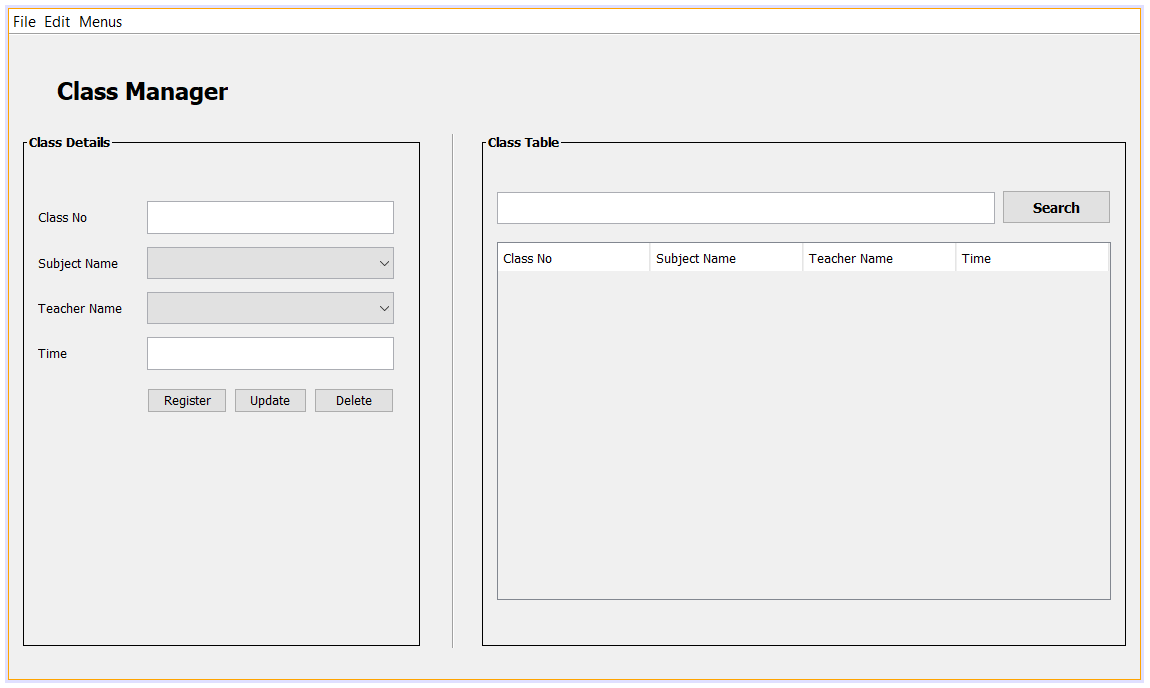 File Edit Menus
Class Manager
Class Details
Class No
Subject Name
Teacher Name
Time
Register Update Delete
Class Table
Search
Class No Subject Name Teacher Name Time